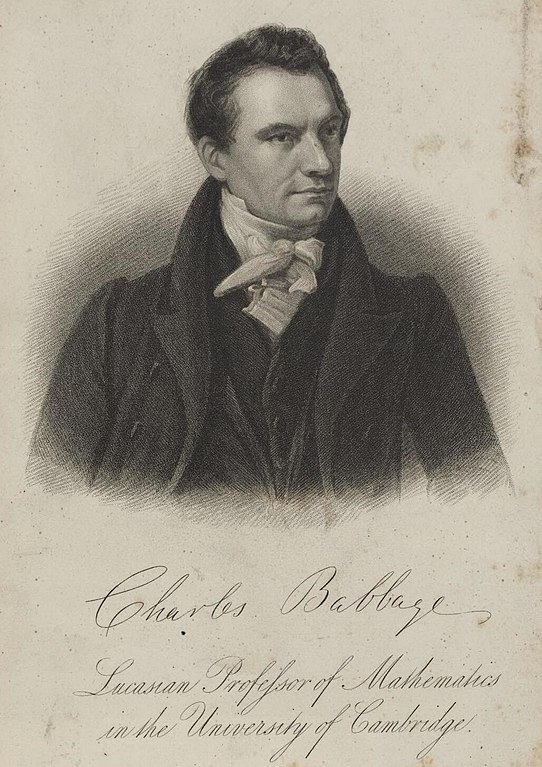 Charles Babbage
Lucasian Profeſsor of Mathematics
in the University of Cambridge.